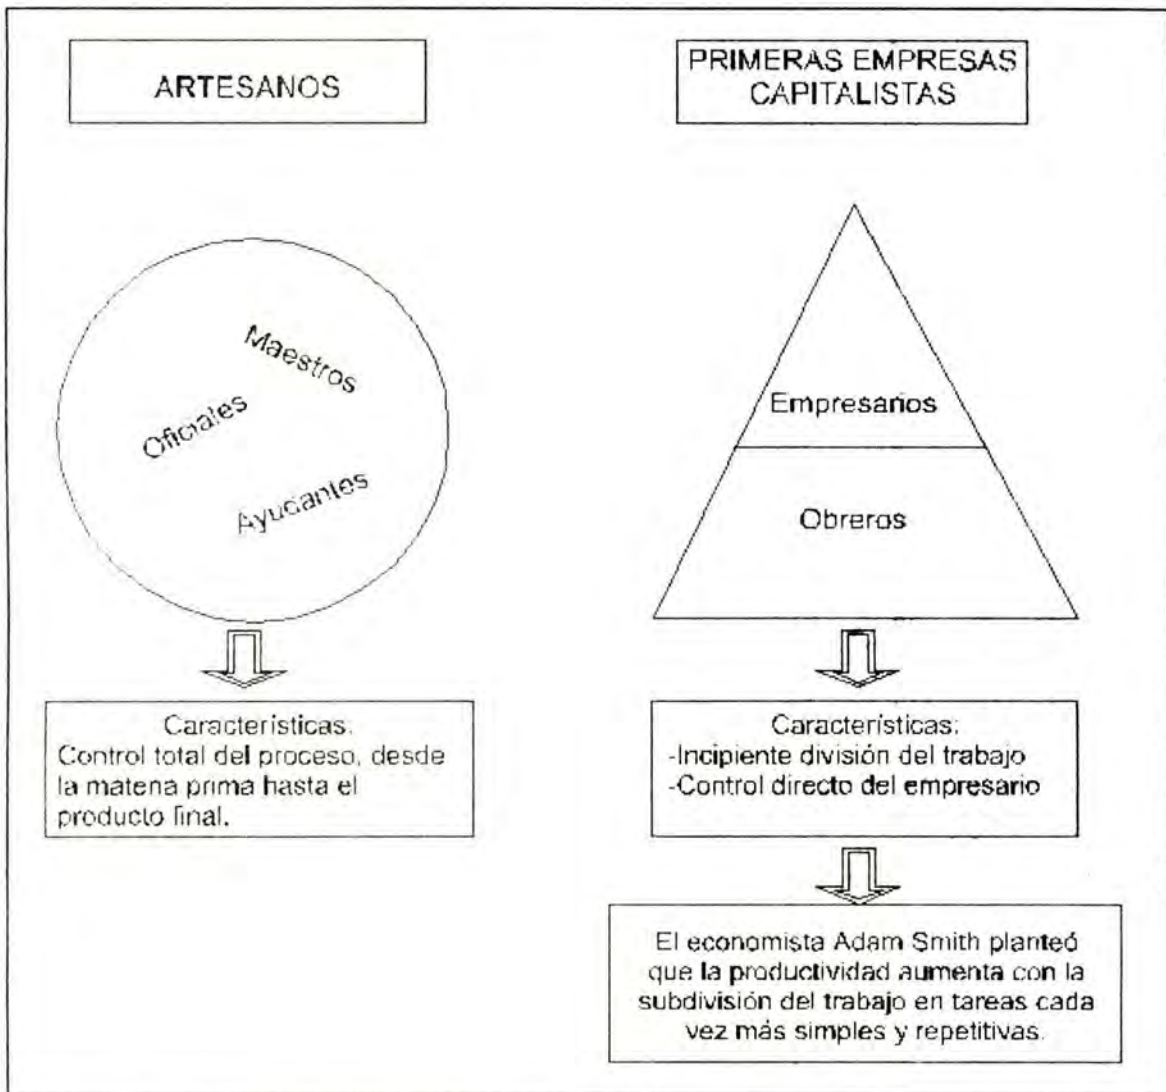 ARTESANOS
Maestros
Oficiales
Ayudantes
Características:
Control total del proceso, desde
la materia prima hasta el
producto final.
PRIMERAS EMPRESAS
CAPITALISTAS
Empresarios
Obreros
Características:
-Incipiente división del trabajo
-Control directo del empresario
El economista Adam Smith planteó
que la productividad aumenta con la
subdivisión del trabajo en tareas cada
vez más simples y repetitivas.